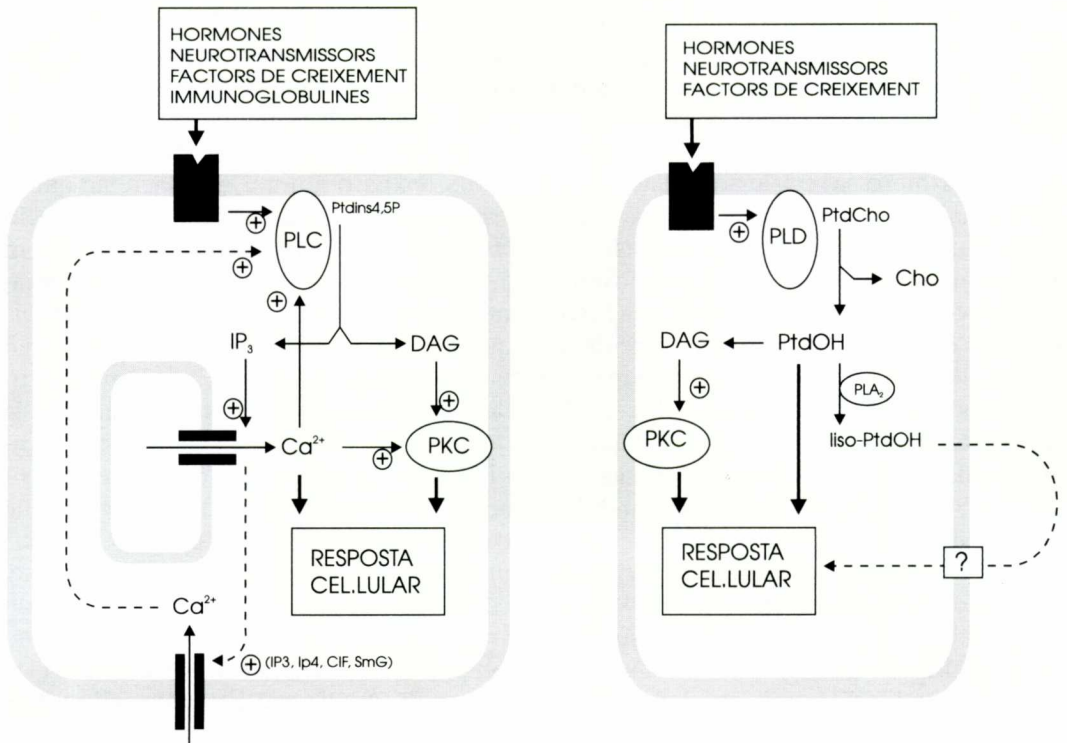 HORMONES
NEUROTRANSMISSORS
FACTORS DE CREIXEMENT
IMMUNOGLOBULINES
PLC
PtdIns4,5P
+
+
+
IP3
DAG
+
+
Ca2+
+
PKC
RESPOSTA
CEL.LULAR
Ca2+
+ (IP3, Ip4, CIF, SmG)
HORMONES
NEUROTRANSMISSORS
FACTORS DE CREIXEMENT
PLD
PtdCho
+
Cho
DAG
PtdOH
+
PLA2
PKC
liso-PtdOH
RESPOSTA
CEL.LULAR
?